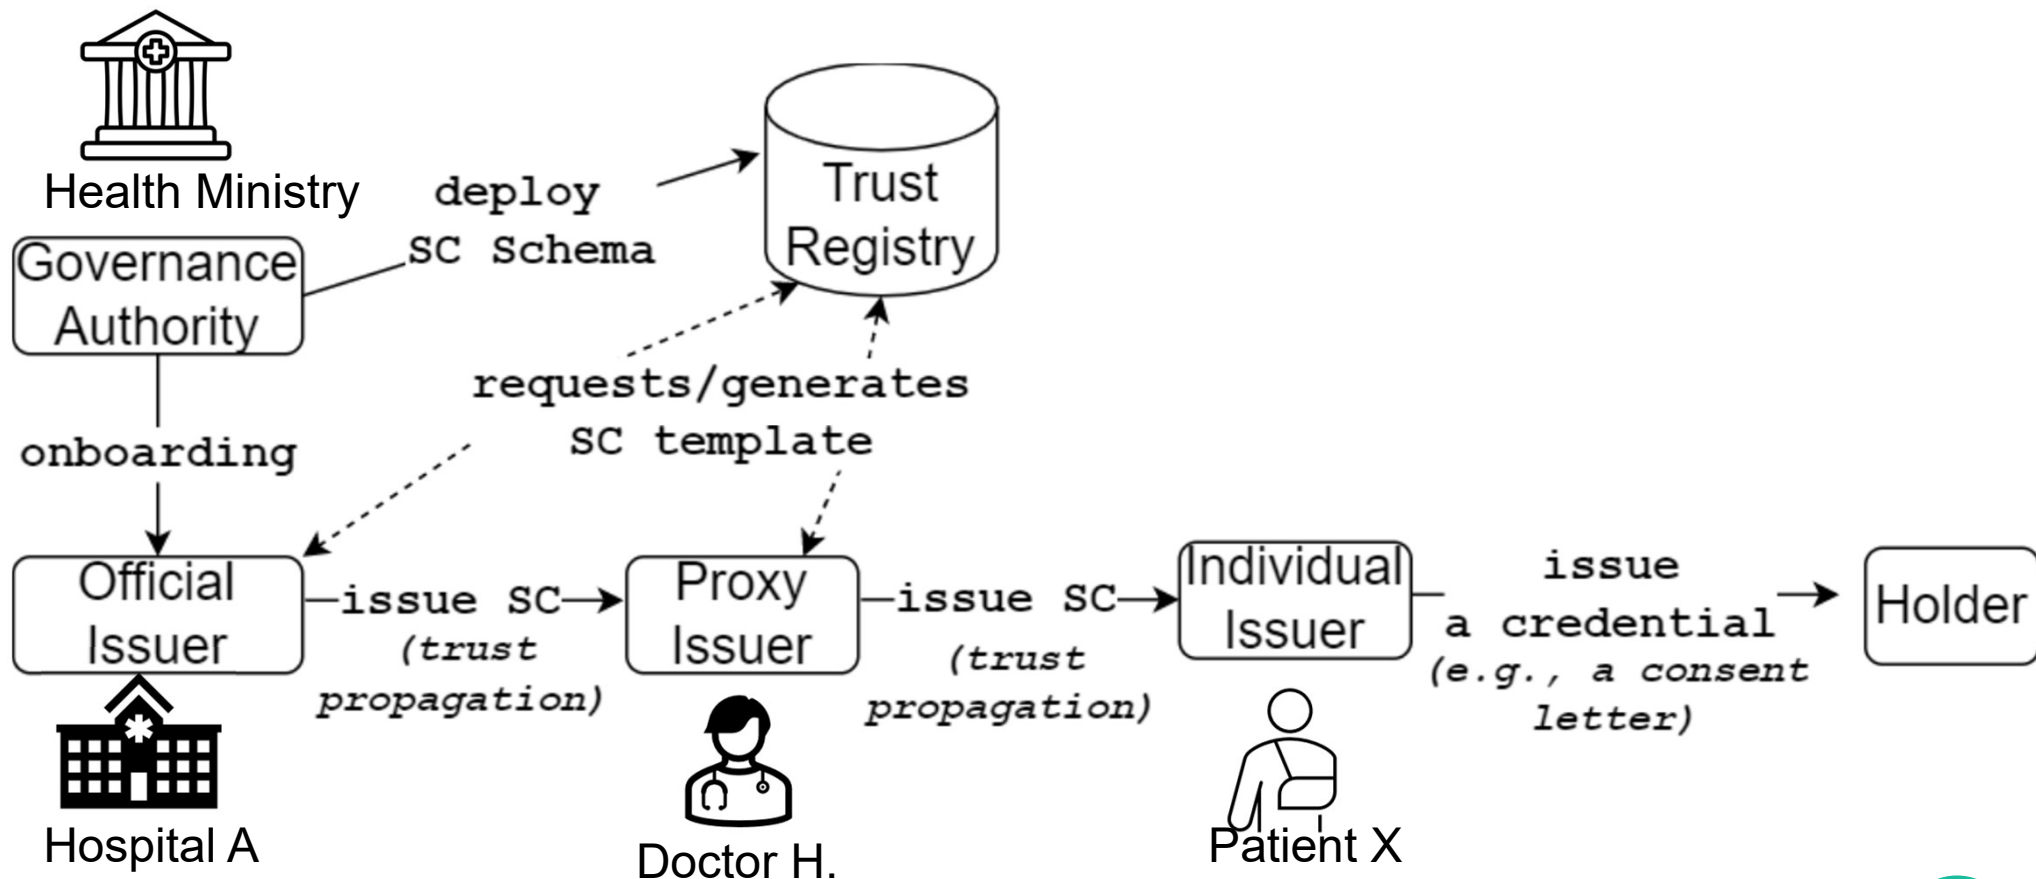 Health Ministry
Governance
Authority
deploy
SC Schema
Trust
Registry
requests/generates
SC template
onboarding
Official
Issuer
issue SC
(trust
propagation)
Proxy
Issuer
issue SC
(trust
propagation)
Individual
Issuer
issue
a credential
(e.g., a consent
letter)
Holder
Hospital A
Doctor H.
Patient X